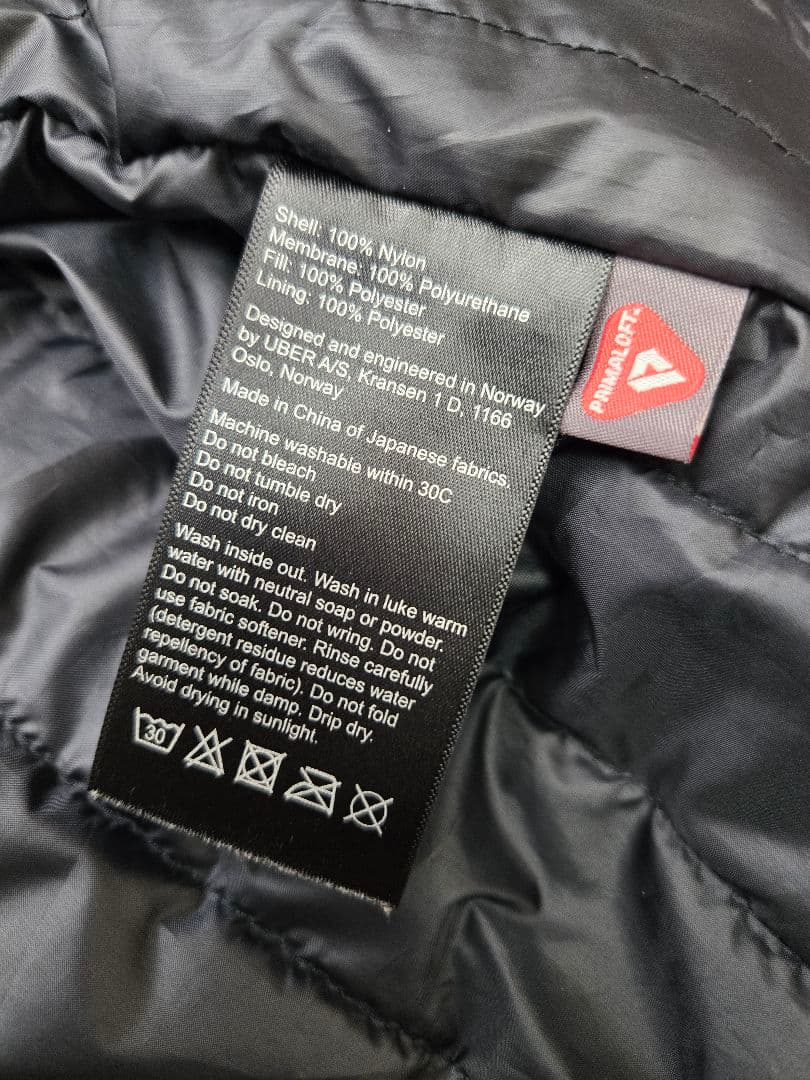 Shell: 100% Nylon
Membrane: 100% Polyurethane
Fill: 100% Polyester
Lining: 100% Polyester
Designed and engineered in Norway
by UBER A/S, Kransen 1 D, 1166
Oslo, Norway
Made in China of Japanese fabrics.
Machine washable within 30C
Do not bleach
Do not tumble dry
Do not iron
Do not dry clean
Wash inside out. Wash in luke warm
water with neutral soap or powder.
Do not soak. Do not wring. Do not
use fabric softener. Rinse carefully
(detergent residue reduces water
repellency of fabric). Do not fold
garment while damp. Drip dry.
Avoid drying in sunlight.
30
PRIMALOFT